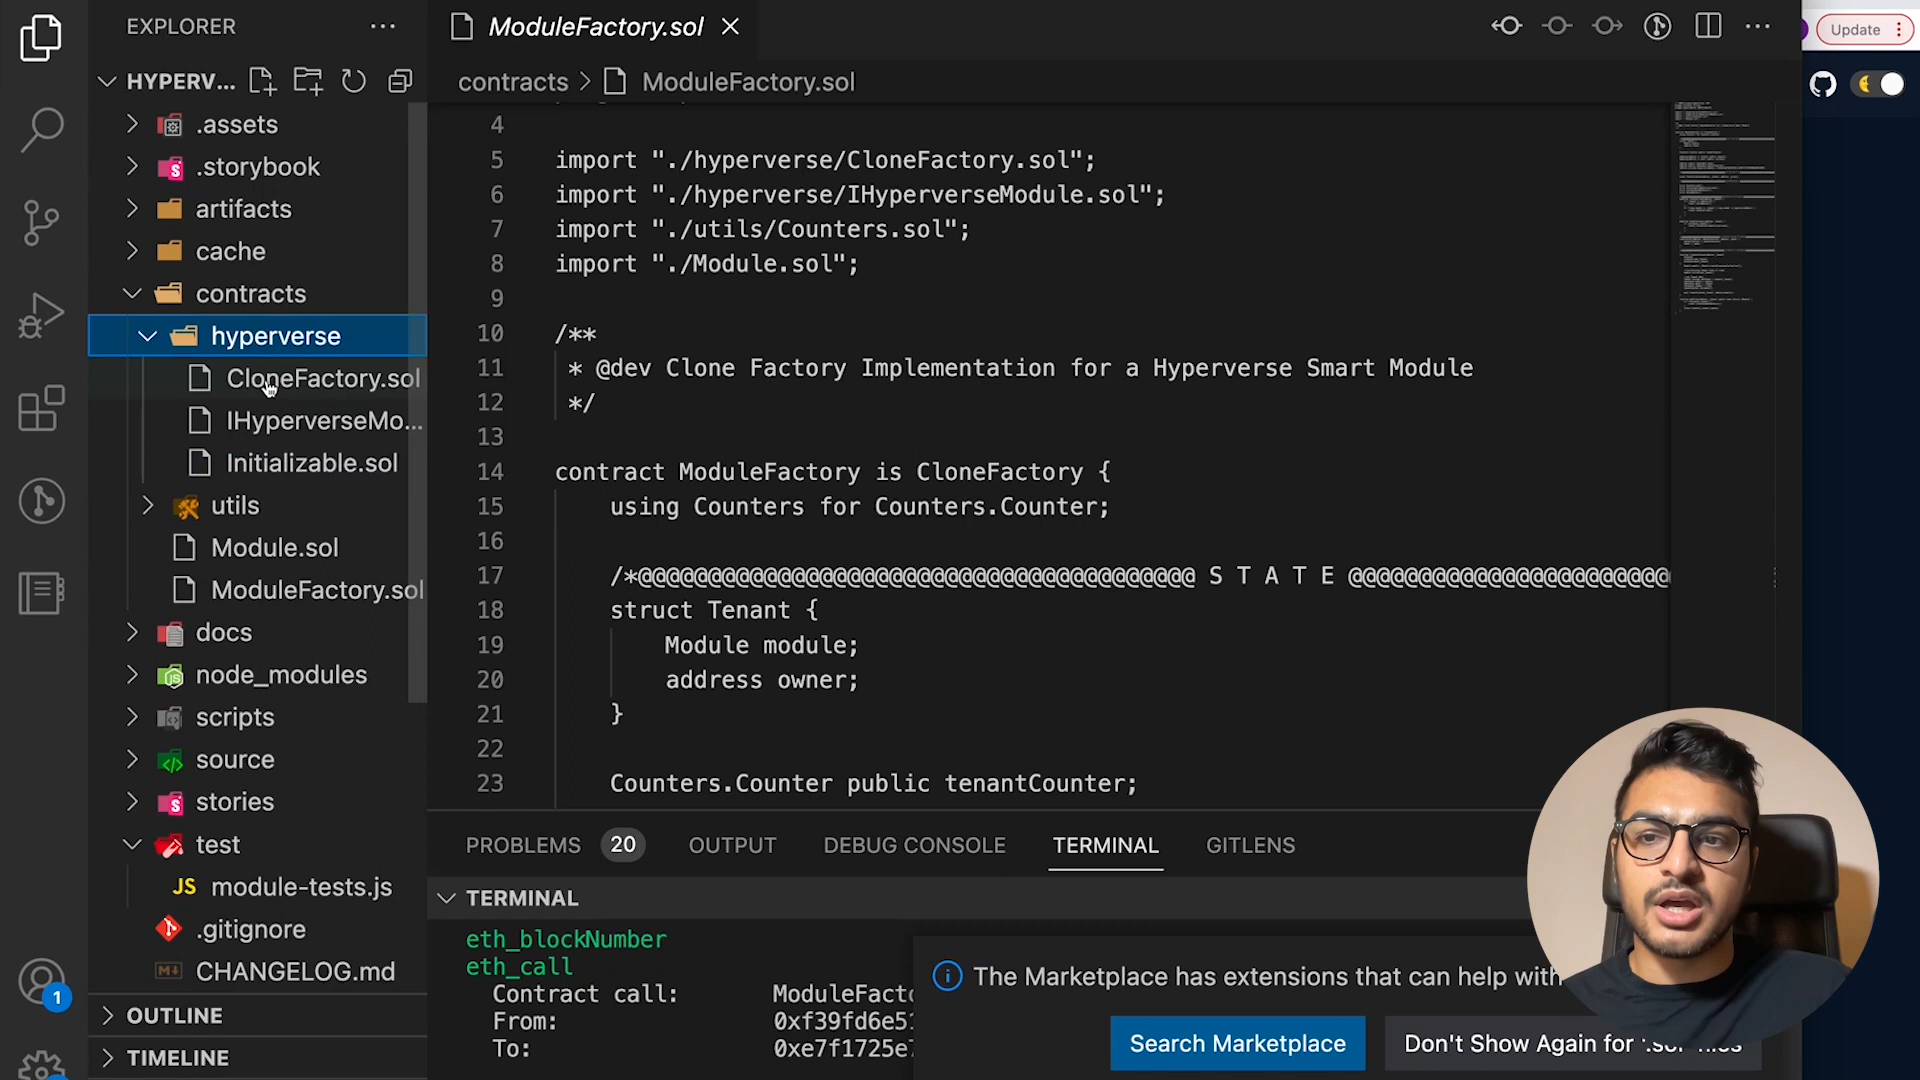 EXPLORER
HYPERV...
.assets
.storybook
artifacts
cache
contracts
hyperverse
CloneFactory.sol
IHyperverseMo...
Initializable.sol
utils
Module.sol
ModuleFactory.sol
docs
node_modules
scripts
source
stories
test
JS module-tests.js
.gitignore
CHANGELOG.md
OUTLINE
TIMELINE
1
ModuleFactory.sol
contracts > ModuleFactory.sol
4
5 import "./hyperverse/CloneFactory.sol";
6 import "./hyperverse/IHyperverseModule.sol";
7 import "./utils/Counters.sol";
8 import "./Module.sol";
9
10 /**
11 * @dev Clone Factory Implementation for a Hyperverse Smart Module
12 */
13
14 contract ModuleFactory is CloneFactory {
15 using Counters for Counters.Counter;
16
17 /*@@@@@@@@@@@@@@@@@@@@@@@@@@@@@@@@@@@@@@@@ S T A T E @@@@@@@@@@@@@@@@@@@@@@@
18 struct Tenant {
19 Module module;
20 address owner;
21 }
22
23 Counters.Counter public tenantCounter;
PROBLEMS 20 OUTPUT DEBUG CONSOLE TERMINAL GITLENS
TERMINAL
eth_blockNumber
eth_call
Contract call: ModuleFacto
From: 0xf39fd6e51
To: 0xe7f1725e7
The Marketplace has extensions that can help with
Search Marketplace
Don't Show Again for '.sol' files
Update